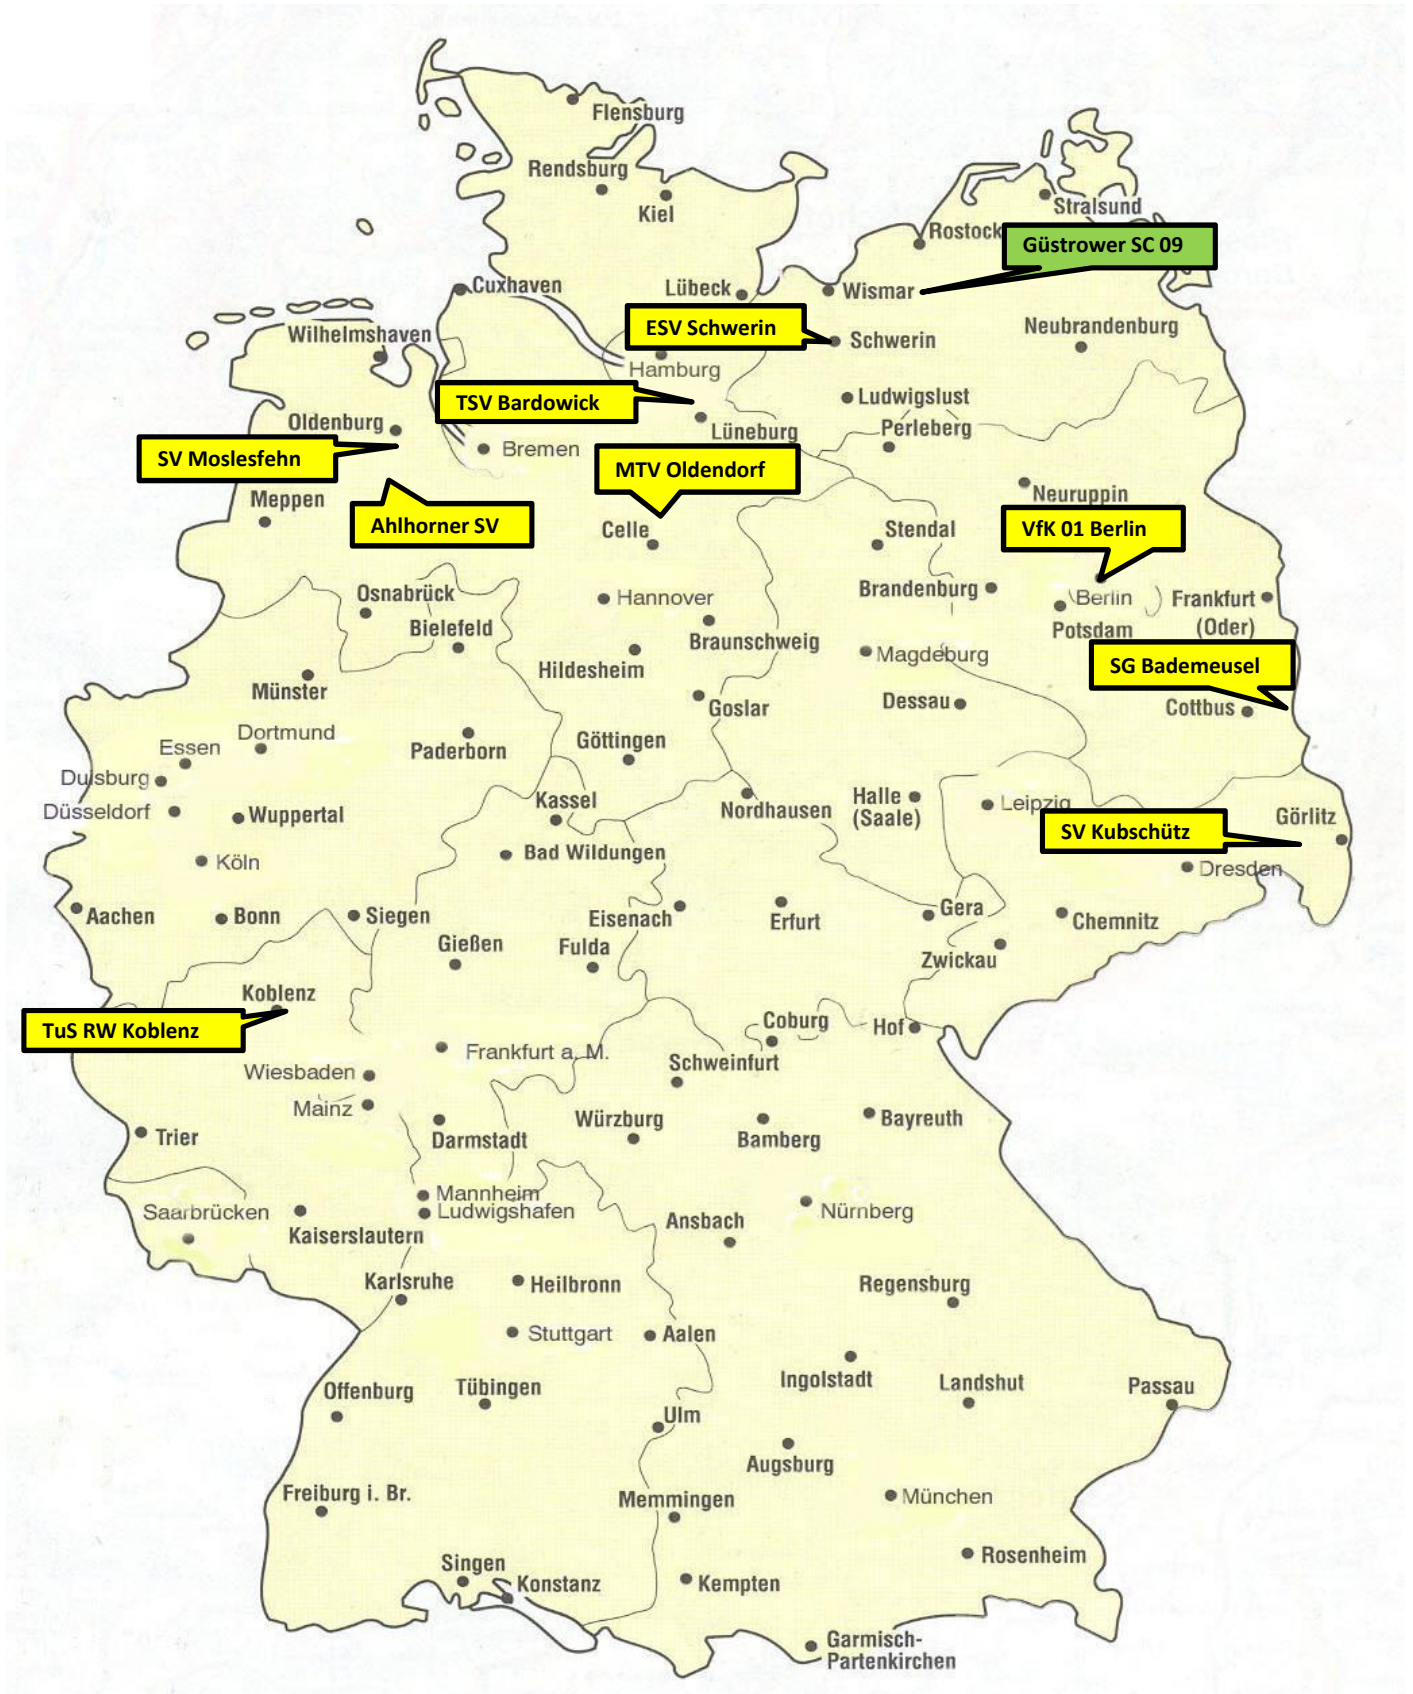 Flensburg
Rendsburg
Kiel
Stralsund
Rostock
Güstrower SC 09
Cuxhaven
Lübeck
Wismar
ESV Schwerin
Schwerin
Neubrandenburg
Wilhelmshaven
Hamburg
TSV Bardowick
Ludwigslust
Oldenburg
Lüneburg
Perleberg
SV Moslesfehn
Bremen
MTV Oldendorf
Meppen
Neuruppin
Ahlhorner SV
Celle
Stendal
VfK 01 Berlin
Osnabrück
Hannover
Brandenburg
Berlin
Frankfurt
(Oder)
Bielefeld
Braunschweig
Potsdam
Hildesheim
Magdeburg
SG Bademeusel
Münster
Goslar
Dessau
Cottbus
Dortmund
Essen
Paderborn
Göttingen
Duisburg
Düsseldorf
Wuppertal
Kassel
Nordhausen
Halle
(Saale)
Leipzig
Görlitz
SV Kubschütz
Köln
Bad Wildungen
Dresden
Aachen
Bonn
Siegen
Eisenach
Erfurt
Gera
Chemnitz
Gießen
Fulda
Zwickau
Koblenz
TuS RW Koblenz
Coburg
Hof
Frankfurt a. M.
Schweinfurt
Wiesbaden
Mainz
Würzburg
Bayreuth
Trier
Darmstadt
Bamberg
Mannheim
Ludwigshafen
Saarbrücken
Kaiserslautern
Ansbach
Nürnberg
Karlsruhe
Heilbronn
Regensburg
Stuttgart
Aalen
Offenburg
Tübingen
Ingolstadt
Landshut
Passau
Ulm
Augsburg
Freiburg i. Br.
Memmingen
München
Singen
Konstanz
Kempten
Rosenheim
Garmisch-
Partenkirchen